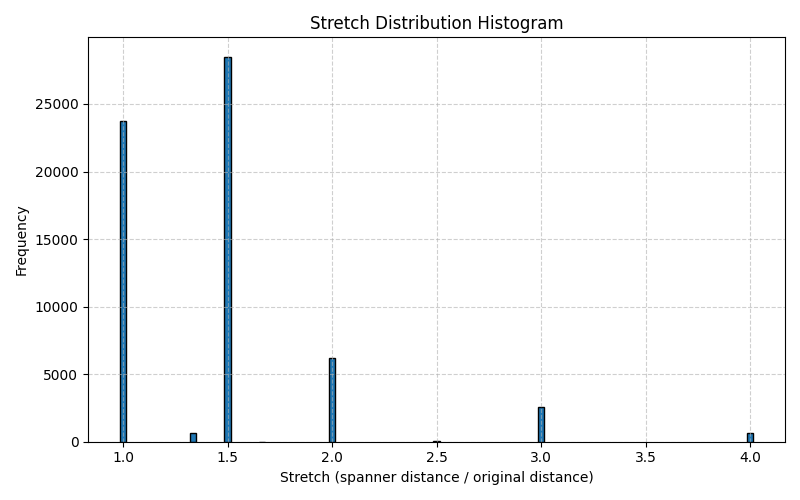 Stretch Distribution Histogram
Frequency
25000
20000
15000
10000
5000
0
1.0 1.5 2.0 2.5 3.0 3.5 4.0
Stretch (spanner distance / original distance)